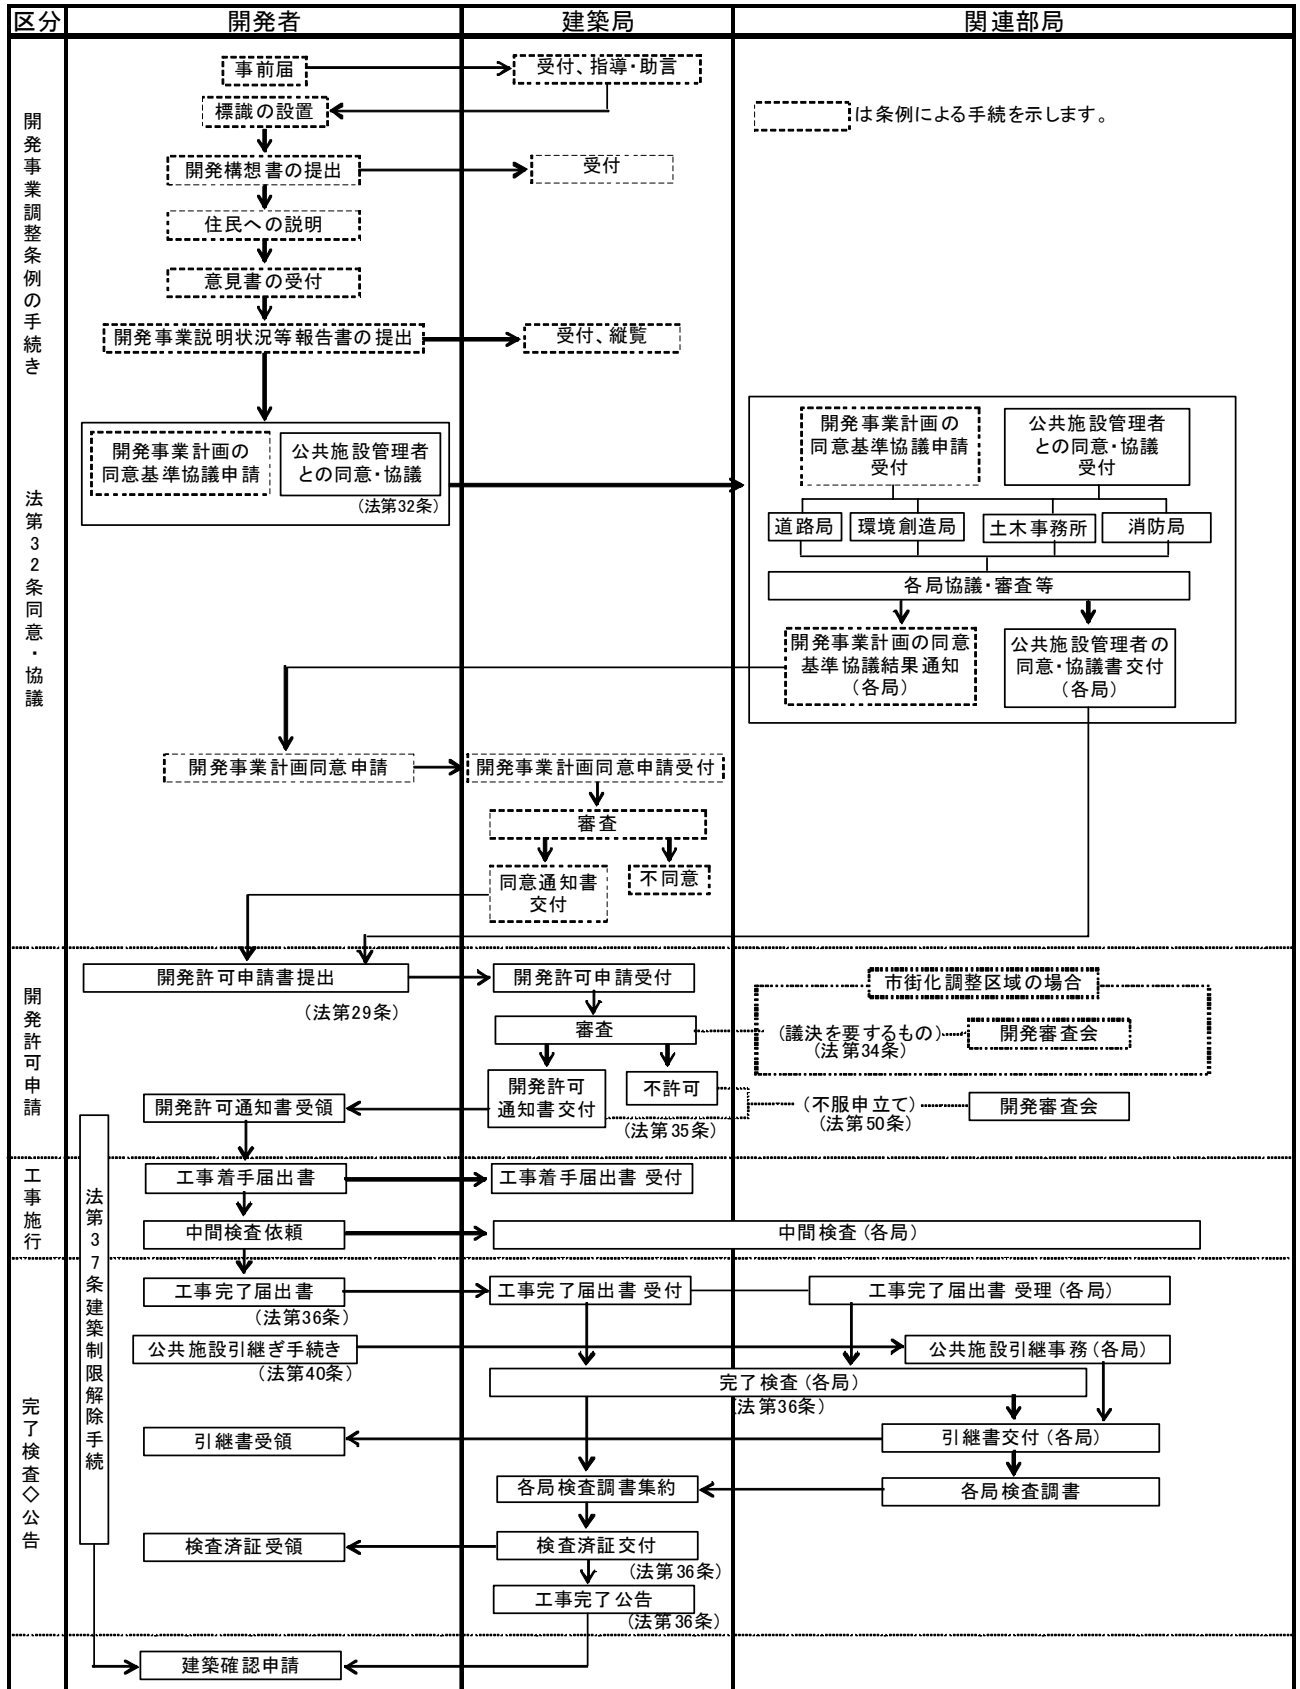 区分
開発者
建築局
関連部局
開発事業調整条例の手続き
事前届
受付、指導・助言
標識の設置
は条例による手続を示します。
開発構想書の提出
受付
住民への説明
意見書の受付
開発事業説明状況等報告書の提出
受付、縦覧
法第32条同意・協議
開発事業計画の
同意基準協議申請
公共施設管理者
との同意・協議
(法第32条)
開発事業計画の
同意基準協議申請
受付
公共施設管理者
との同意・協議
受付
道路局
環境創造局
土木事務所
消防局
各局協議・審査等
開発事業計画の同意
基準協議結果通知
(各局)
公共施設管理者の
同意・協議書交付
(各局)
開発事業計画同意申請
開発事業計画同意申請受付
審査
同意通知書
交付
不同意
開発許可申請
開発許可申請書提出
(法第29条)
開発許可申請受付
市街化調整区域の場合
審査
(議決を要するもの)
(法第34条)
開発審査会
開発許可
通知書交付
不許可
(法第35条)
開発許可通知書受領
(不服申立て)
(法第50条)
開発審査会
法第37条建築制限解除手続
工事施行
工事着手届出書
工事着手届出書 受付
中間検査依頼
中間検査(各局)
完了検査◇公告
工事完了届出書
(法第36条)
工事完了届出書 受付
工事完了届出書 受理(各局)
公共施設引継ぎ手続き
(法第40条)
公共施設引継事務(各局)
完了検査(各局)
(法第36条)
引継書受領
引継書交付(各局)
各局検査調書集約
各局検査調書
検査済証受領
検査済証交付
(法第36条)
工事完了公告
(法第36条)
建築確認申請